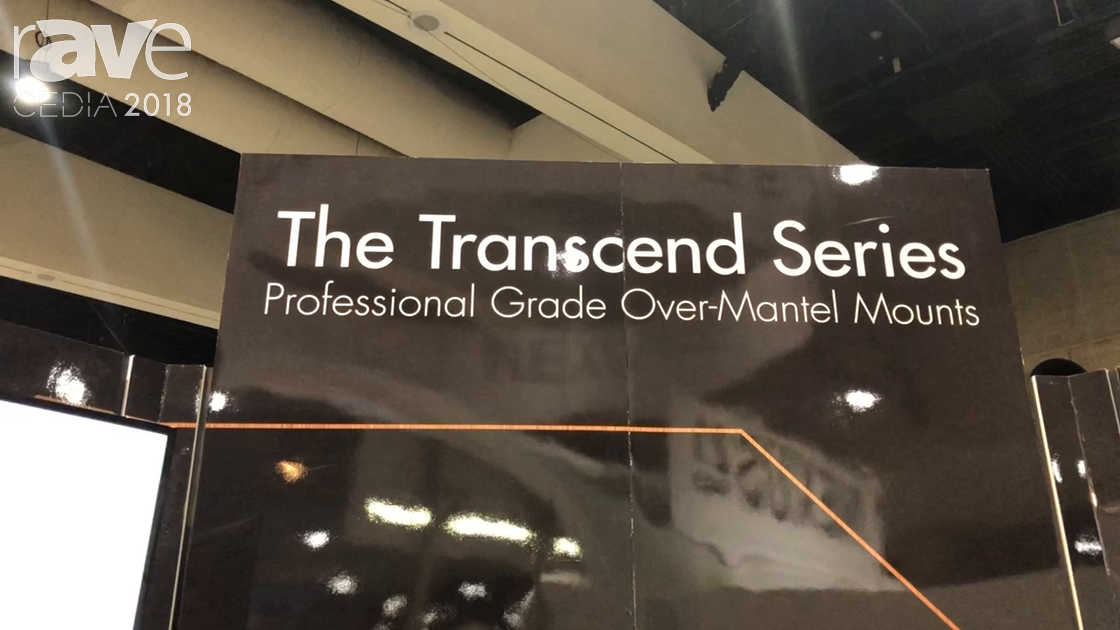 rAVe
CEDIA 2018
The Transcend Series
Professional Grade Over-Mantel Mounts